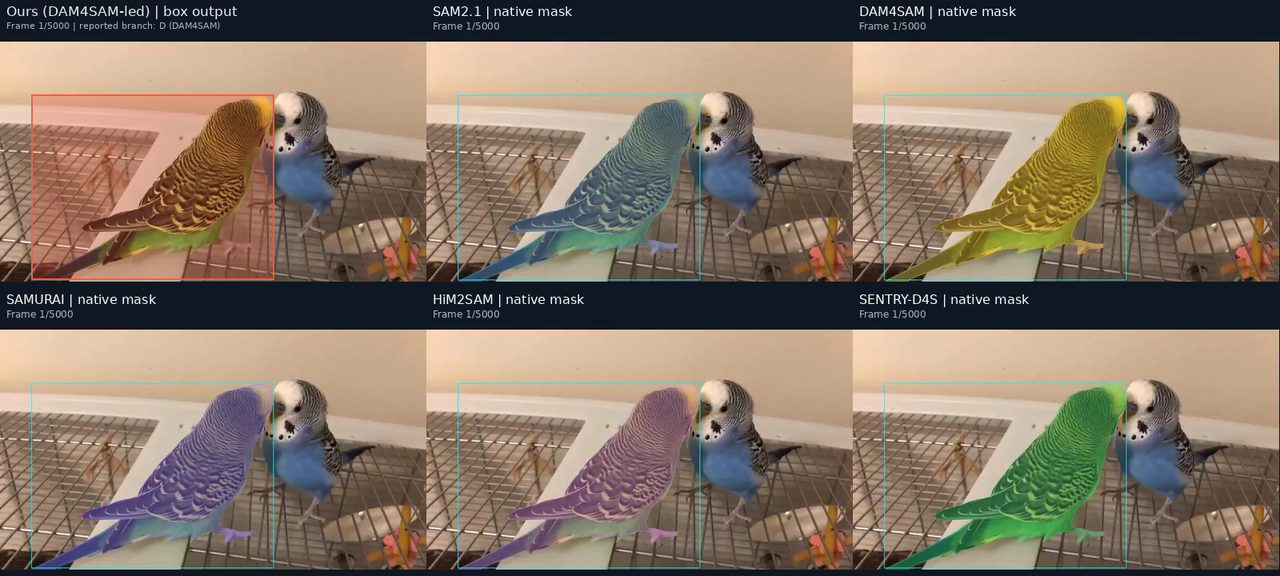 Ours (DAM4SAM-led) | box output
Frame 1/5000 | reported branch: D (DAM4SAM)
SAM2.1 | native mask
Frame 1/5000
DAM4SAM | native mask
Frame 1/5000
SAMURAI | native mask
Frame 1/5000
HiM2SAM | native mask
Frame 1/5000
SENTRY-D4S | native mask
Frame 1/5000